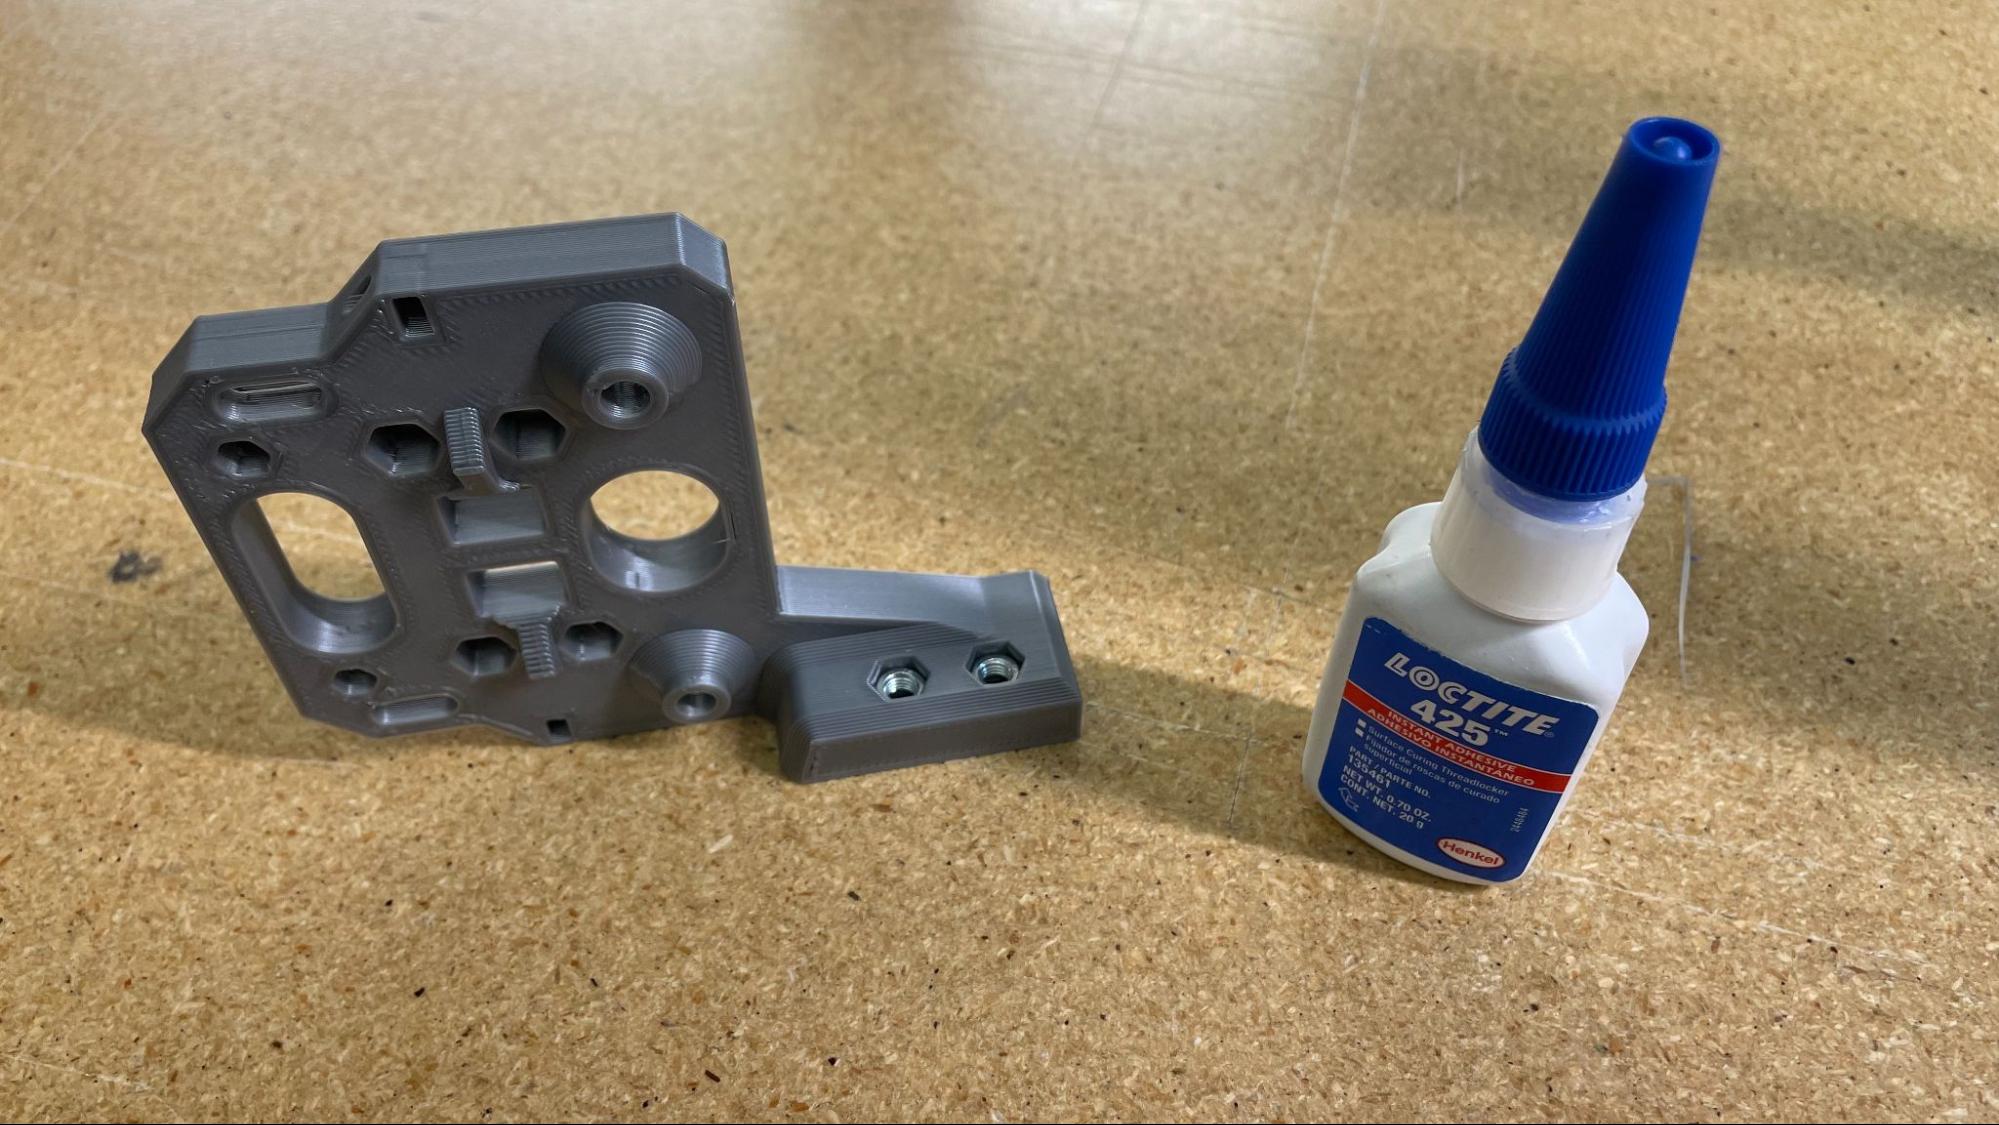 LOCTITE®
425™
INSTANT ADHESIVE
ADHESIVO INSTANTÁNEO
Surface Curing Threadlocker
Fijador de roscas de curado
superficial
PART / PARTE NO.
135461
NET WT. 0.70 OZ.
CONT. NET. 20 g
Henkel